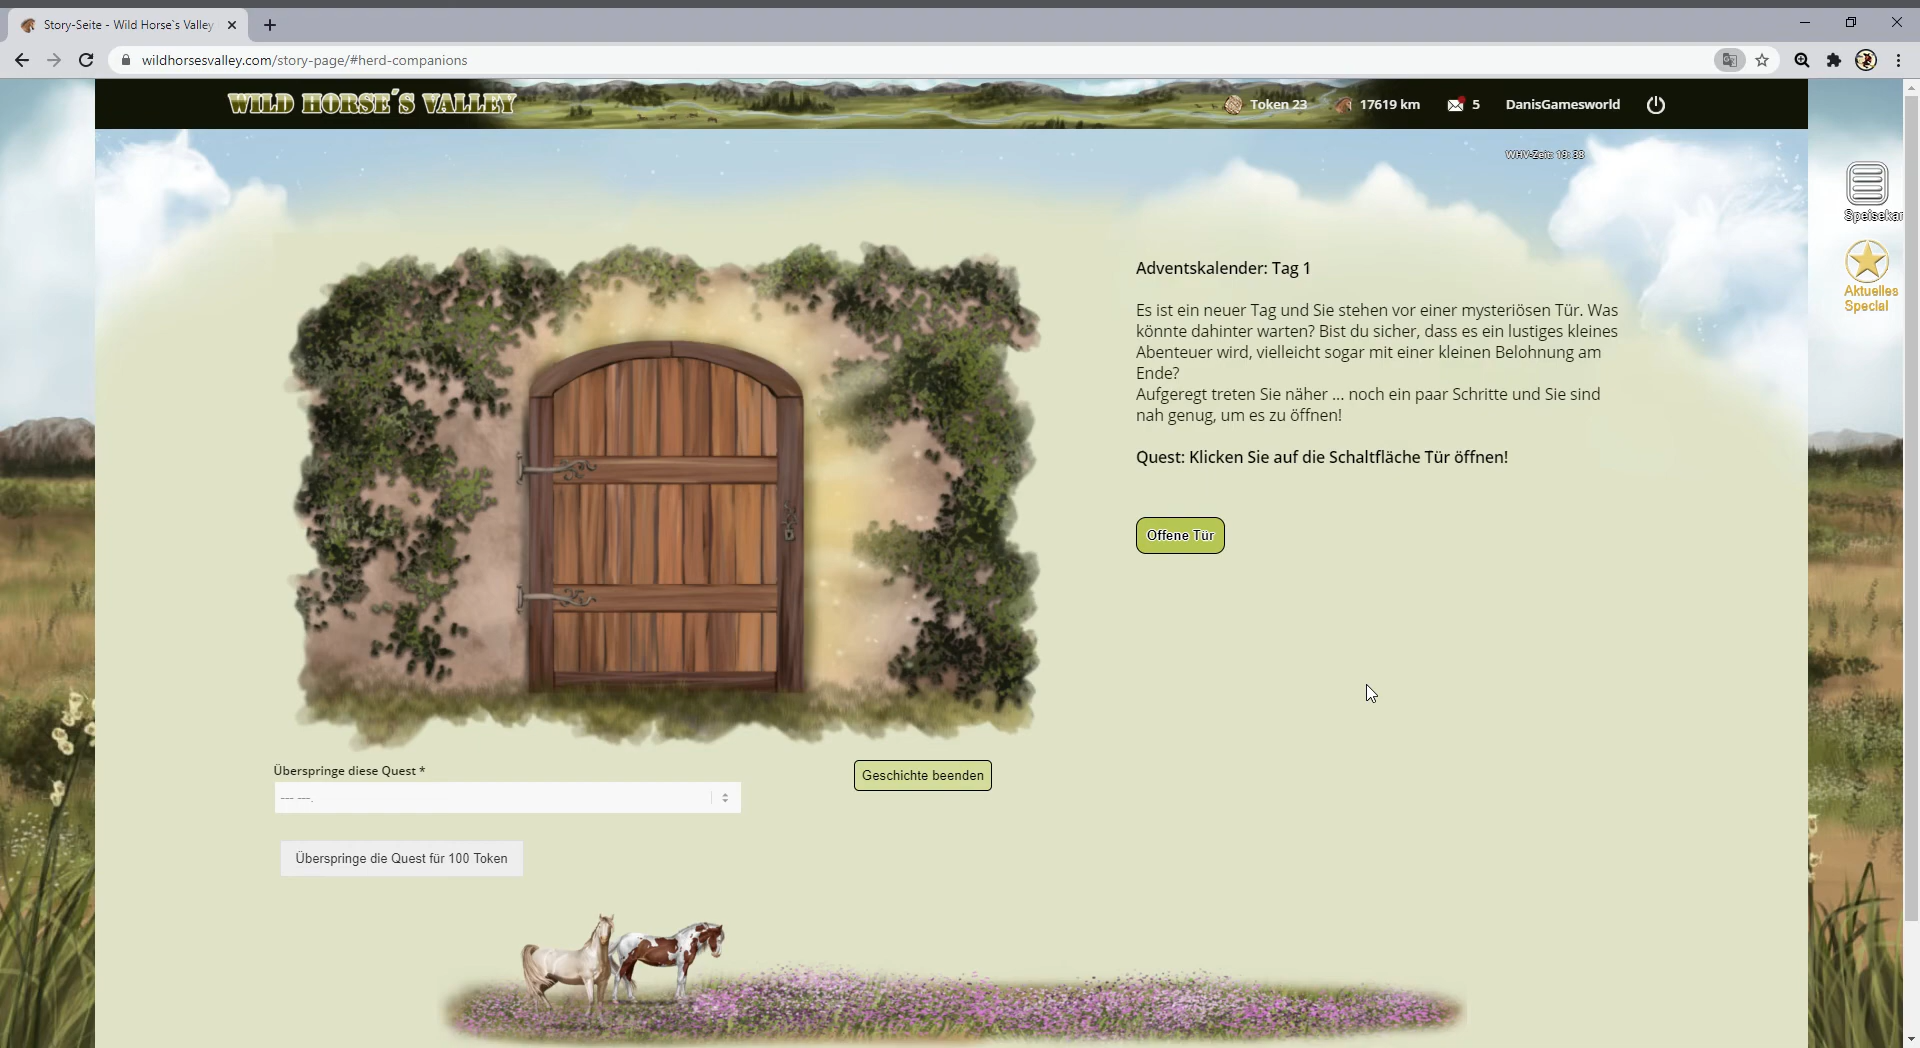 Story-Seite - Wild Horse`s Valley
wildhorsesvalley.com/story-page/#herd-companions
WILD HORSE´S VALLEY
Token 23
17619 km
5
DanisGamesworld
WHV-Zeit: 19: 38
Speisekar
Aktuelles
Special
Adventskalender: Tag 1
Es ist ein neuer Tag und Sie stehen vor einer mysteriösen Tür. Was
könnte dahinter warten? Bist du sicher, dass es ein lustiges kleines
Abenteuer wird, vielleicht sogar mit einer kleinen Belohnung am
Ende?
Aufgeregt treten Sie näher ... noch ein paar Schritte und Sie sind
nah genug, um es zu öffnen!
Quest: Klicken Sie auf die Schaltfläche Tür öffnen!
Offene Tür
Überspringe diese Quest *
--- ---.
Geschichte beenden
Überspringe die Quest für 100 Token